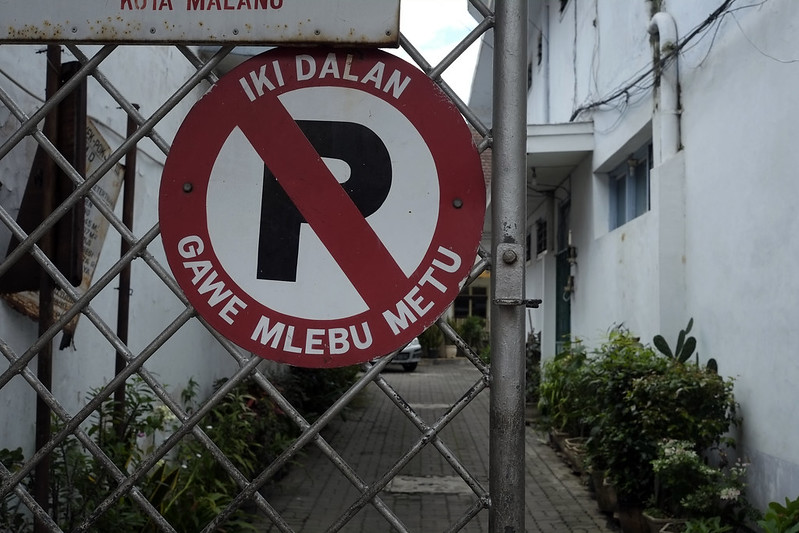 KOTA MALANG
IKI DALAN
P
GAWE MLEBU METU